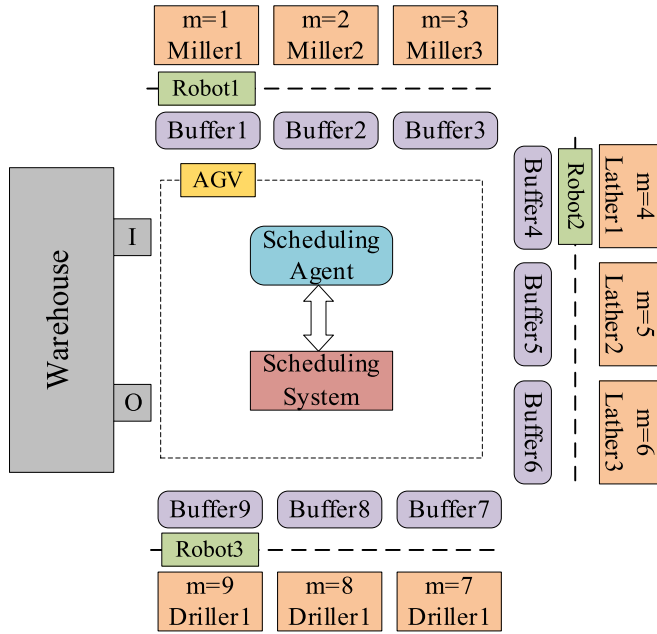 m=1
Miller1
m=2
Miller2
m=3
Miller3
Robot1
Buffer1
Buffer2
Buffer3
AGV
Warehouse
I
O
Scheduling
Agent
Scheduling
System
Buffer4
Robot2
m=4
Lather1
Buffer5
m=5
Lather2
Buffer6
m=6
Lather3
Buffer9
Buffer8
Buffer7
Robot3
m=9
Driller1
m=8
Driller1
m=7
Driller1